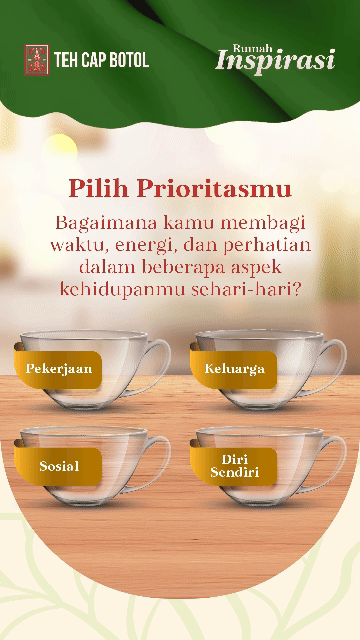 TEH CAP BOTOL
Rumah
Inspirasi
Pilih Prioritasmu
Bagaimana kamu membagi
waktu, energi, dan perhatian
dalam beberapa aspek
kehidupanmu sehari-hari?
Pekerjaan
Keluarga
Sosial
Diri
Sendiri